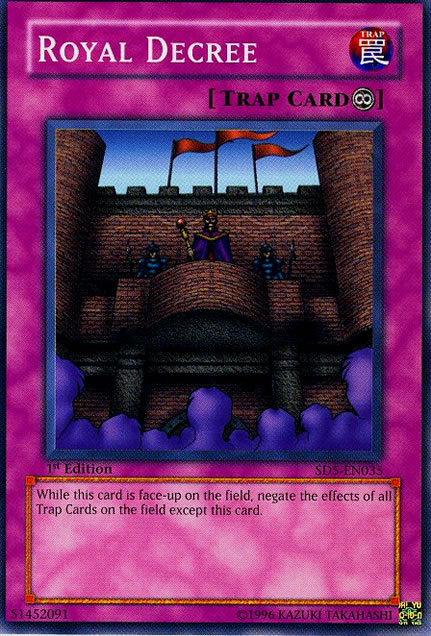 ROYAL DECREE
TRAP
罠
[TRAP CARD]
1st Edition
SD5-EN035
While this card is face-up on the field, negate the effects of all
Trap Cards on the field except this card.
51452091
©1996 KAZUKI TAKAHASHI